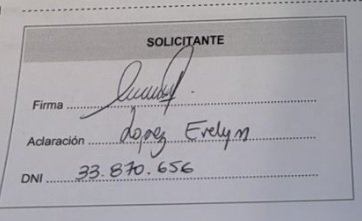 SOLICITANTE
Firma
Aclaración Lopez Evelyn
DNI 33.870.656